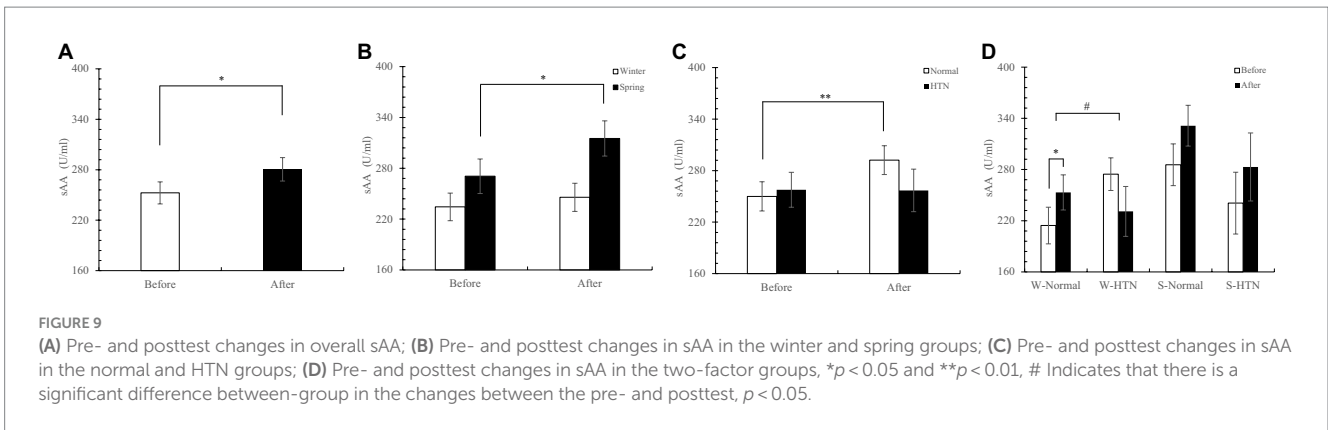 A
B
C
D
400
340
280
220
160
sAA (U/ml)
*
Before
After
400
340
280
220
160
sAA (U/ml)
*
Winter
Spring
Before
After
400
340
280
220
160
sAA (U/ml)
**
Normal
HTN
Before
After
400
340
280
220
160
sAA (U/ml)
#
*
Before
After
W-Normal
W-HTN
S-Normal
S-HTN
FIGURE 9
(A) Pre- and posttest changes in overall sAA; (B) Pre- and posttest changes in sAA in the winter and spring groups; (C) Pre- and posttest changes in sAA
in the normal and HTN groups; (D) Pre- and posttest changes in sAA in the two-factor groups, *p < 0.05 and **p < 0.01, # Indicates that there is a
significant difference between-group in the changes between the pre- and posttest, p < 0.05.